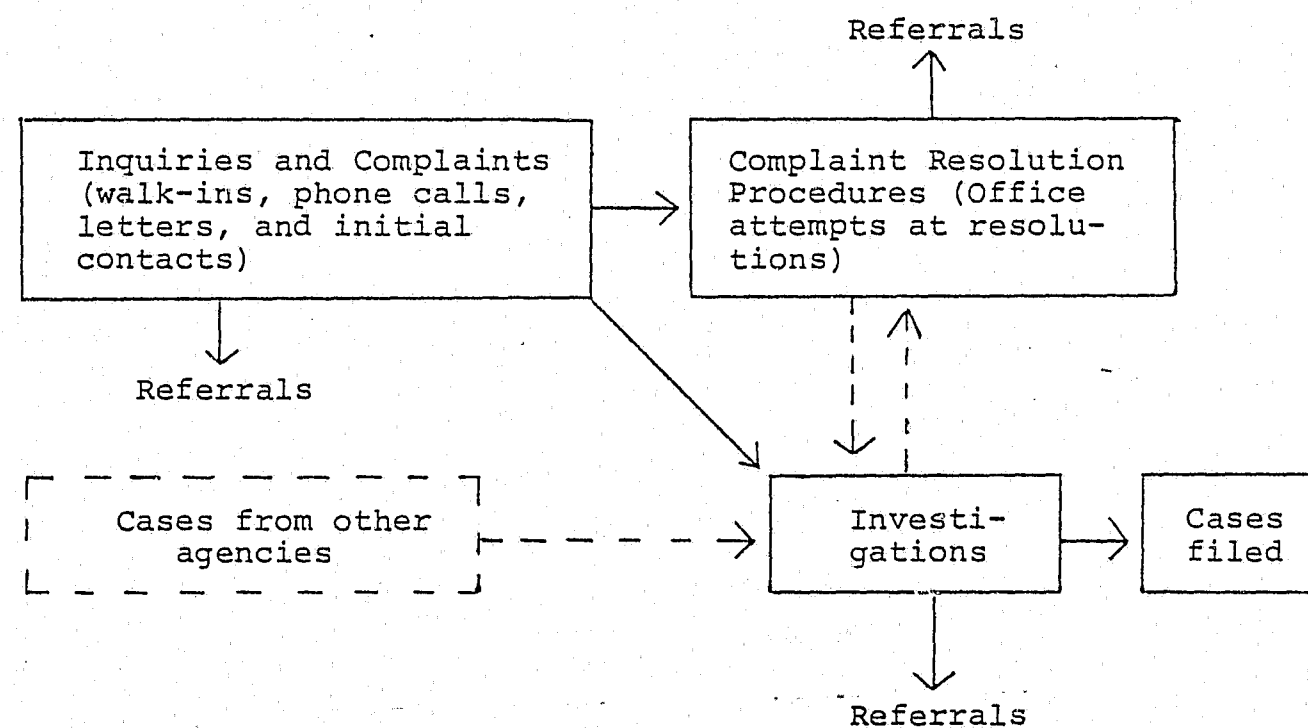 Referrals
Inquiries and Complaints
(walk-ins, phone calls,
letters, and initial
contacts)
Complaint Resolution
Procedures (Office
attempts at resolu-
tions)
Referrals
Cases from other
agencies
Investi-
gations
Cases
filed
Referrals